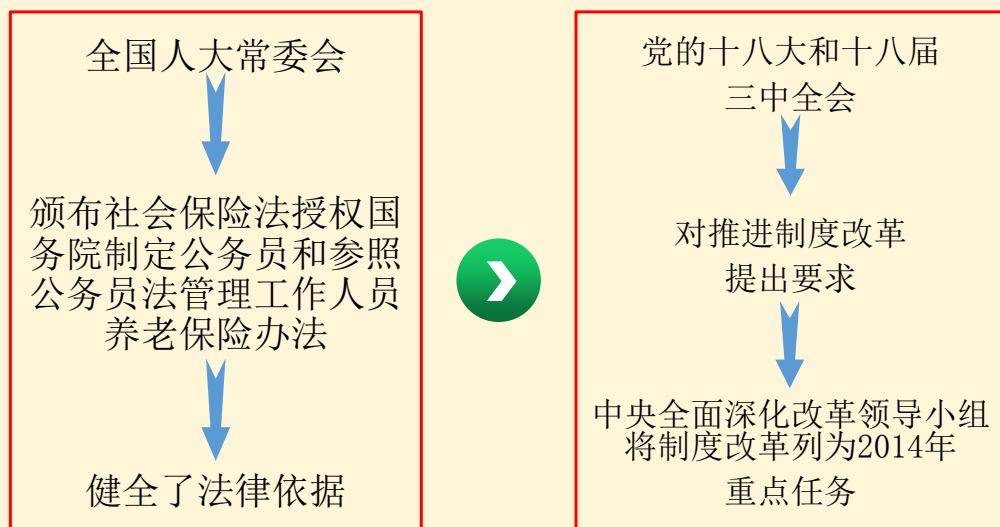 全国人大常委会
颁布社会保险法授权国
务院制定公务员和参照
公务员法管理工作人员
养老保险办法
健全了法律依据
党的十八大和十八届
三中全会
对推进制度改革
提出要求
中央全面深化改革领导小组
将制度改革列为2014年
重点任务